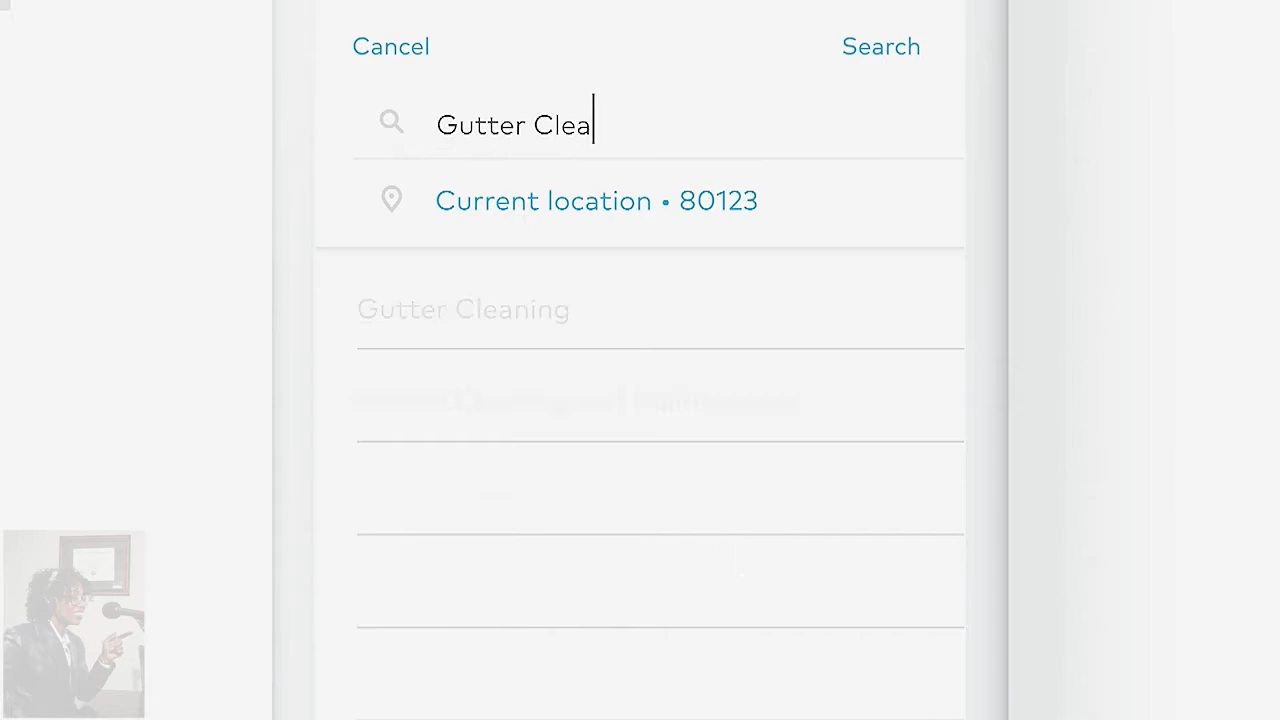 Cancel
Search
Gutter Clea
Current location • 80123
Gutter Cleaning